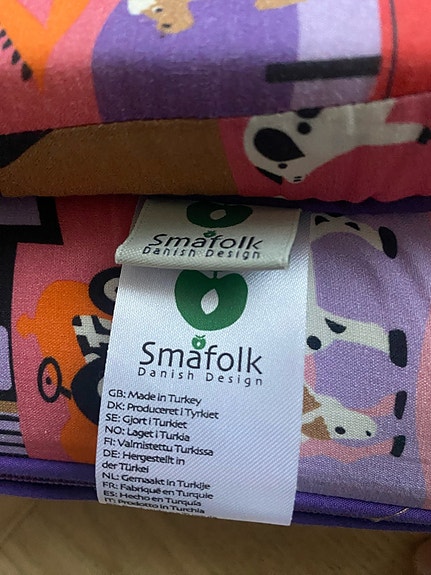 Småfolk
Danish Design
Småfolk
Danish Design
GB: Made in Turkey
DK: Produceret i Tyrkiet
SE: Gjort i Turkiet
NO: Laget i Turkia
FI: Valmistettu Turkissa
DE: Hergestellt in
der Türkei
NL: Gemaakt in Turkije
FR: Fabriqué en Turquie
ES: Hecho en Turquía
IT: Prodotto in Turchia